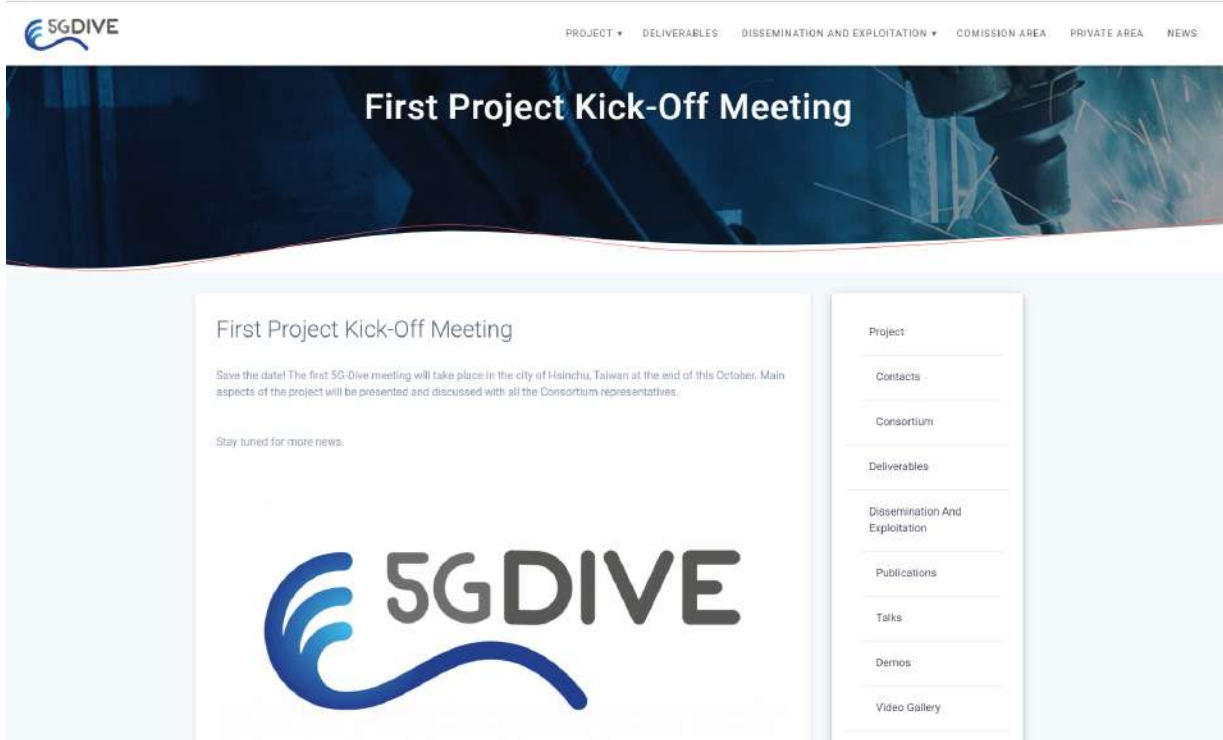 5GDIVE
PROJECT ▾ DELIVERABLES DISSEMINATION AND EXPLOITATION ▾ COMISSION AREA PRIVATE AREA NEWS
First Project Kick-Off Meeting
First Project Kick-Off Meeting
Save the date! The first 5G-Dive meeting will take place in the city of Hsinchu, Taiwan at the end of this October. Main
aspects of the project will be presented and discussed with all the Consortium representatives.
Stay tuned for more news.
5GDIVE
Project
Contacts
Consortium
Deliverables
Dissemination And
Exploitation
Publications
Talks
Demos
Video Gallery